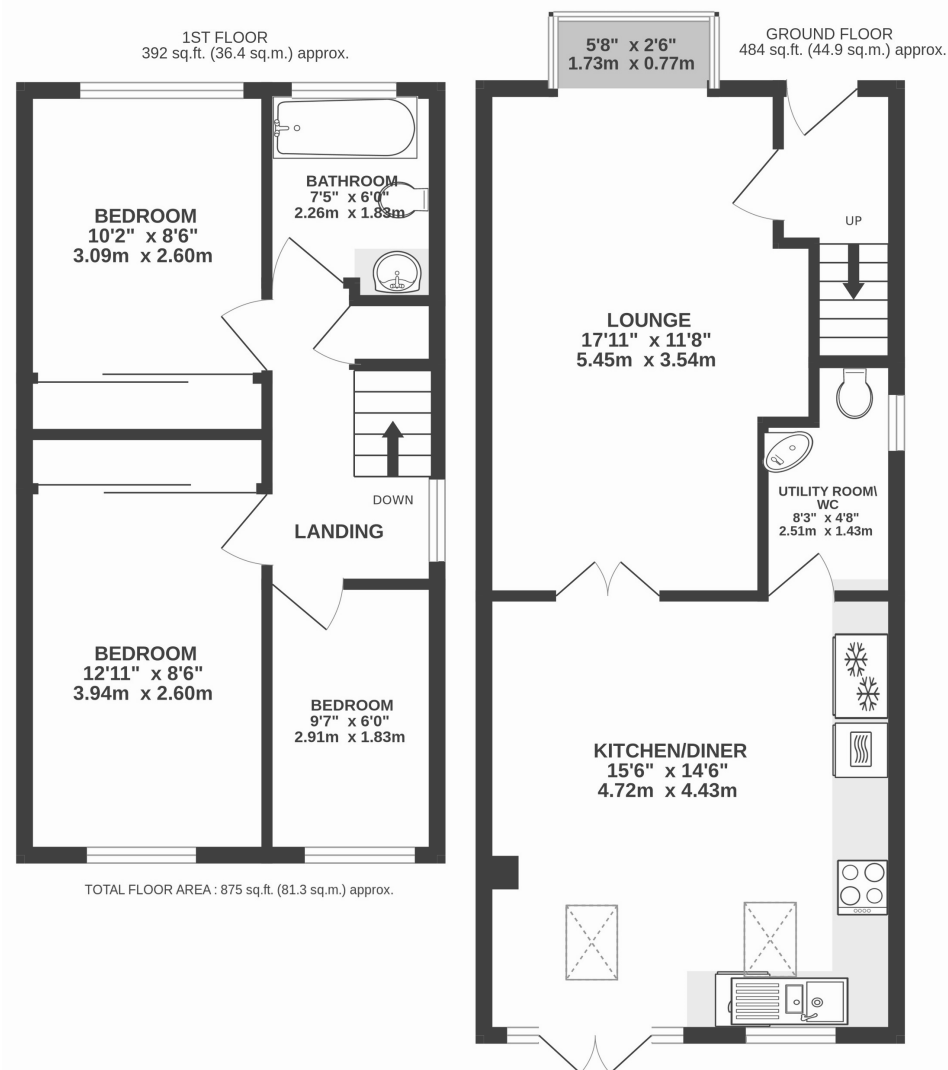 1ST FLOOR
392 sq.ft. (36.4 sq.m.) approx.
BEDROOM
10'2" x 8'6"
3.09m x 2.60m
BATHROOM
7'5" x 6'0"
2.26m x 1.83m
DOWN
LANDING
BEDROOM
12'11" x 8'6"
3.94m x 2.60m
BEDROOM
9'7" x 6'0"
2.91m x 1.83m
TOTAL FLOOR AREA : 875 sq.ft. (81.3 sq.m.) approx.
GROUND FLOOR
484 sq.ft. (44.9 sq.m.) approx.
5'8" x 2'6"
1.73m x 0.77m
UP
LOUNGE
17'11" x 11'8"
5.45m x 3.54m
UTILITY ROOM\
WC
8'3" x 4'8"
2.51m x 1.43m
KITCHEN/DINER
15'6" x 14'6"
4.72m x 4.43m